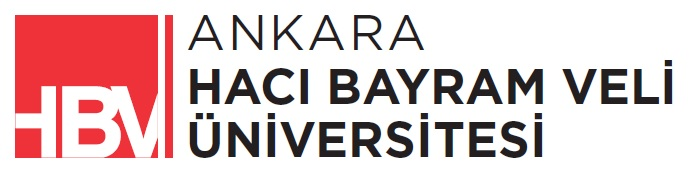 HBV
ANKARA
HACI BAYRAM VELİ
ÜNİVERSİTESİ